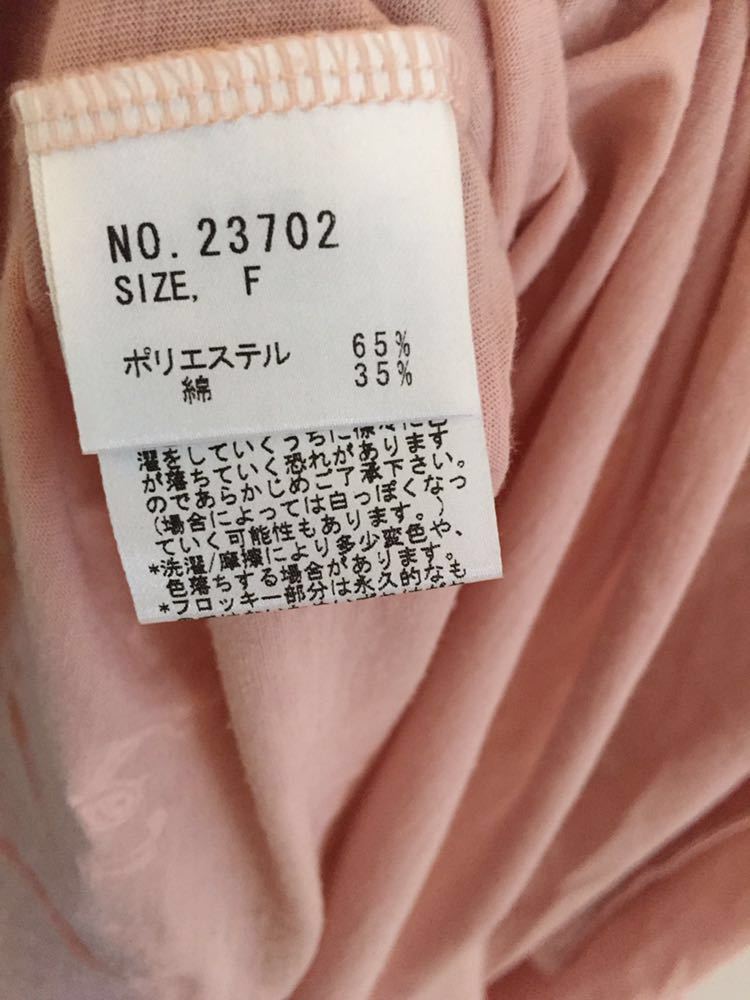 NO. 23702
SIZE, F
ポリエステル 65%
綿 35%
濯をしていくうちに
がち落ちていく恐れがあります
のであらかじめご了承下さい。
(場合によっては白っぽくなっ
ていく可能性もあります。)
*洗濯/摩擦により多少変色や、
色落ちする場合があります。
*フロッキー部分は永久的なも